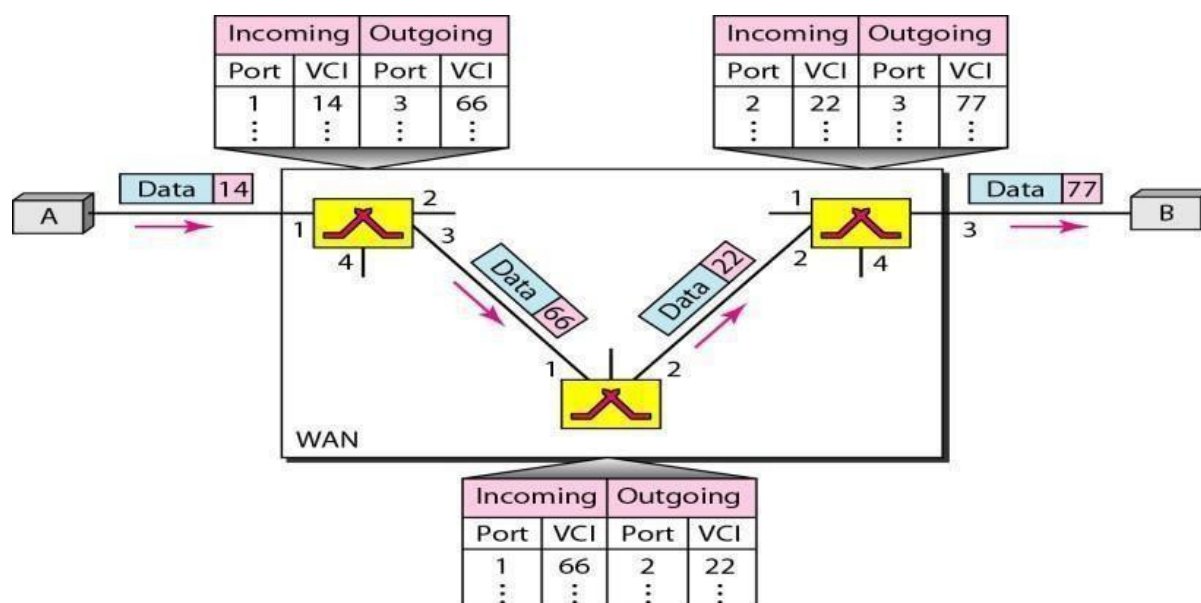 Incoming Outgoing
Port VCI Port VCI
1 14 3 66
⋮ ⋮ ⋮ ⋮
Incoming Outgoing
Port VCI Port VCI
2 22 3 77
⋮ ⋮ ⋮ ⋮
A
Data 14
1
2
3
4
Data 66
1
2
Data 22
1
2
3
4
Data 77
B
WAN
Incoming Outgoing
Port VCI Port VCI
1 66 2 22
⋮ ⋮ ⋮ ⋮